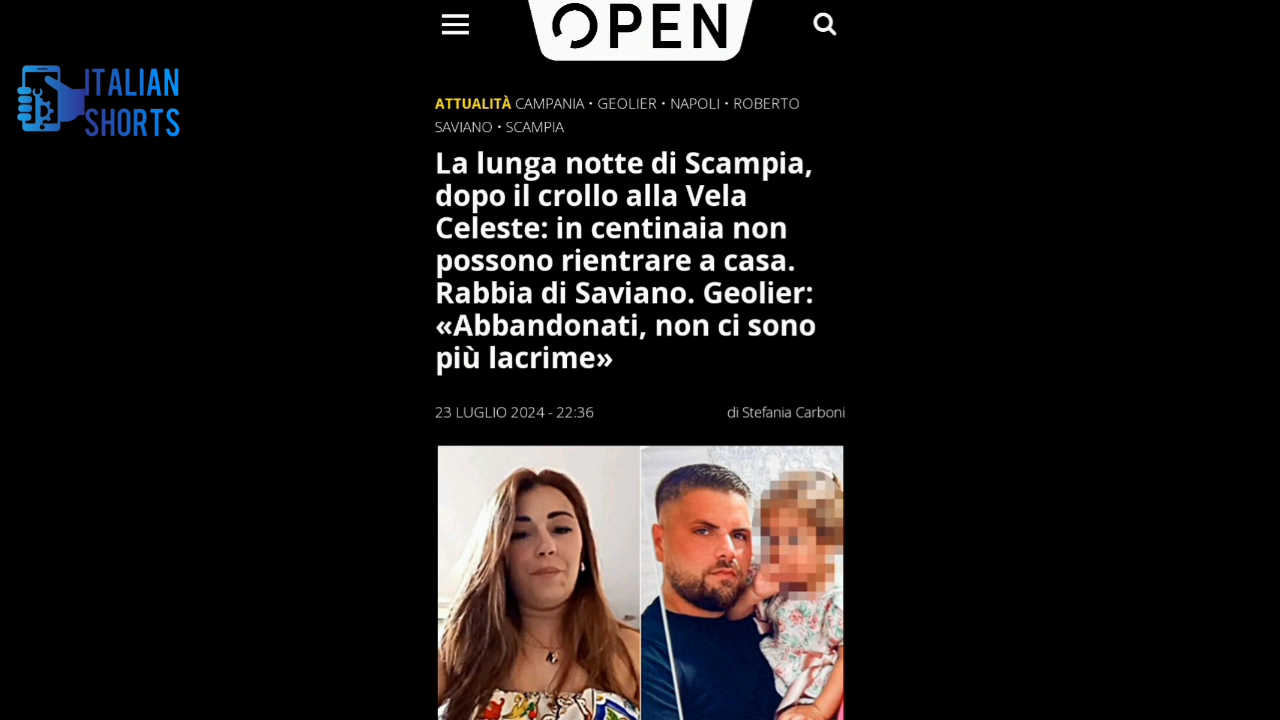 OPEN
ITALIAN
SHORTS
ATTUALITÀ CAMPANIA • GEOLIER • NAPOLI • ROBERTO
SAVIANO • SCAMPIA
La lunga notte di Scampia,
dopo il crollo alla Vela
Celeste: in centinaia non
possono rientrare a casa.
Rabbia di Saviano. Geolier:
«Abbandonati, non ci sono
più lacrime»
23 LUGLIO 2024 - 22:36
di Stefania Carboni